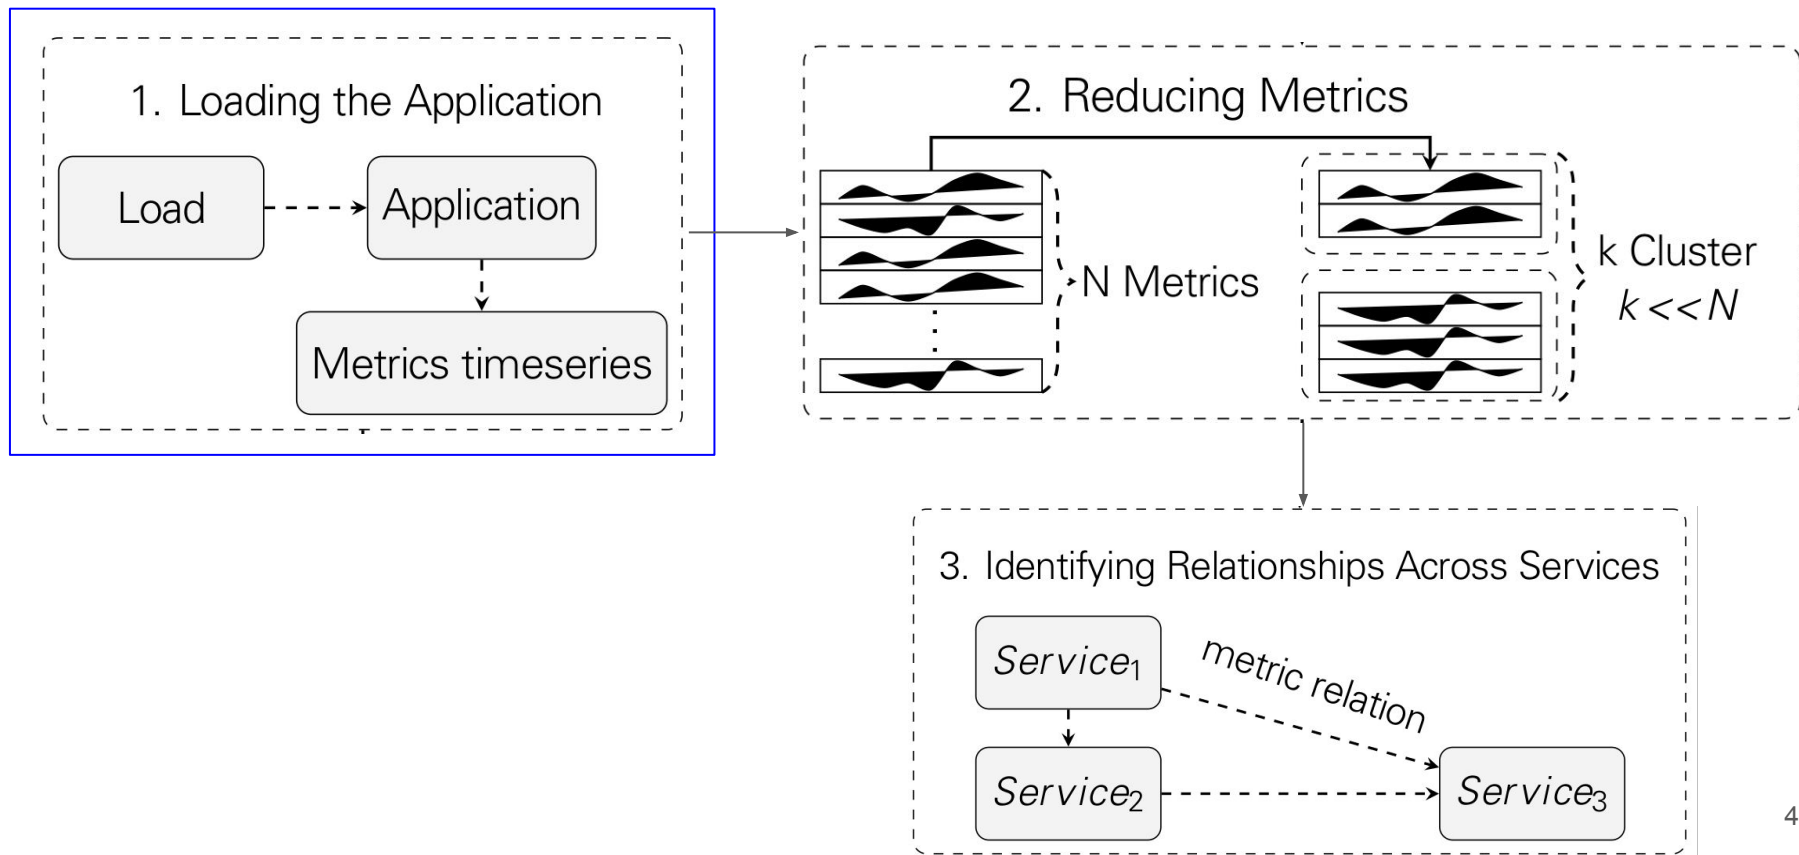 1. Loading the Application
Load
Application
Metrics timeseries
2. Reducing Metrics
N Metrics
k Cluster
k<<N
3. Identifying Relationships Across Services
Service₁
metric relation
Service₂
Service₃
4